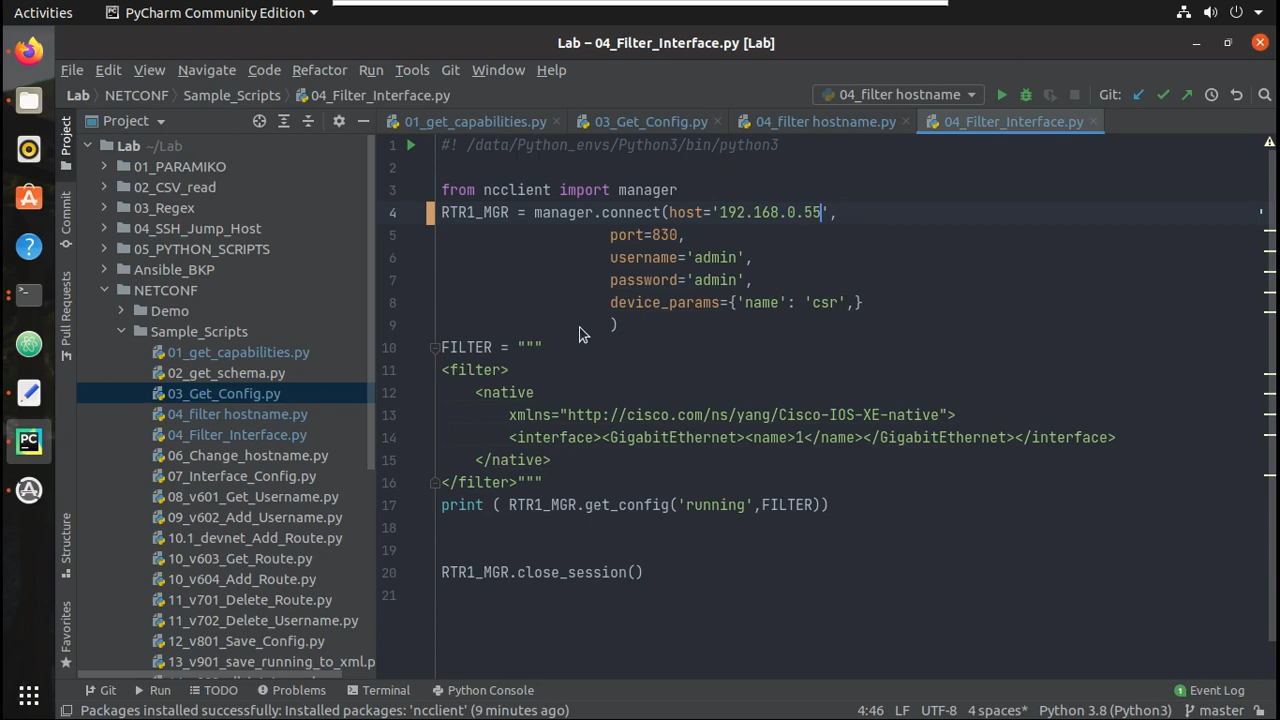 Activities
PyCharm Community Edition
Lab – 04_Filter_Interface.py [Lab]
File Edit View Navigate Code Refactor Run Tools Git Window Help
Lab NETCONF Sample_Scripts 04_Filter_Interface.py
04_filter hostname
Git:
Project
01_get_capabilities.py
03_Get_Config.py
04_filter hostname.py
04_Filter_Interface.py
Project
Commit
Pull Requests
Structure
Favorites
Lab ~/Lab
01_PARAMIKO
02_CSV_read
03_Regex
04_SSH_Jump_Host
05_PYTHON_SCRIPTS
Ansible_BKP
NETCONF
Demo
Sample_Scripts
01_get_capabilities.py
02_get_schema.py
03_Get_Config.py
04_filter hostname.py
04_Filter_Interface.py
06_Change_hostname.py
07_Interface_Config.py
08_v601_Get_Username.py
09_v602_Add_Username.py
10.1_devnet_Add_Route.py
10_v603_Get_Route.py
10_v604_Add_Route.py
11_v701_Delete_Route.py
11_v702_Delete_Username.py
12_v801_Save_Config.py
13_v901_save_running_to_xml.p
1 #! /data/Python_envs/Python3/bin/python3
2
3 from ncclient import manager
4 RTR1_MGR = manager.connect(host='192.168.0.55',
5 port=830,
6 username='admin',
7 password='admin',
8 device_params={'name': 'csr',}
9 )
10 FILTER = """
11 <filter>
12 <native
13 xmlns="http://cisco.com/ns/yang/Cisco-IOS-XE-native">
14 <interface><GigabitEthernet><name>1</name></GigabitEthernet></interface>
15 </native>
16 </filter>"""
17 print ( RTR1_MGR.get_config('running',FILTER))
18
19
20 RTR1_MGR.close_session()
21
Git Run TODO Problems Terminal Python Console
1 Event Log
Packages installed successfully: Installed packages: 'ncclient' (9 minutes ago)
4:46 LF UTF-8 4 spaces* Python 3.8 (Python3) master